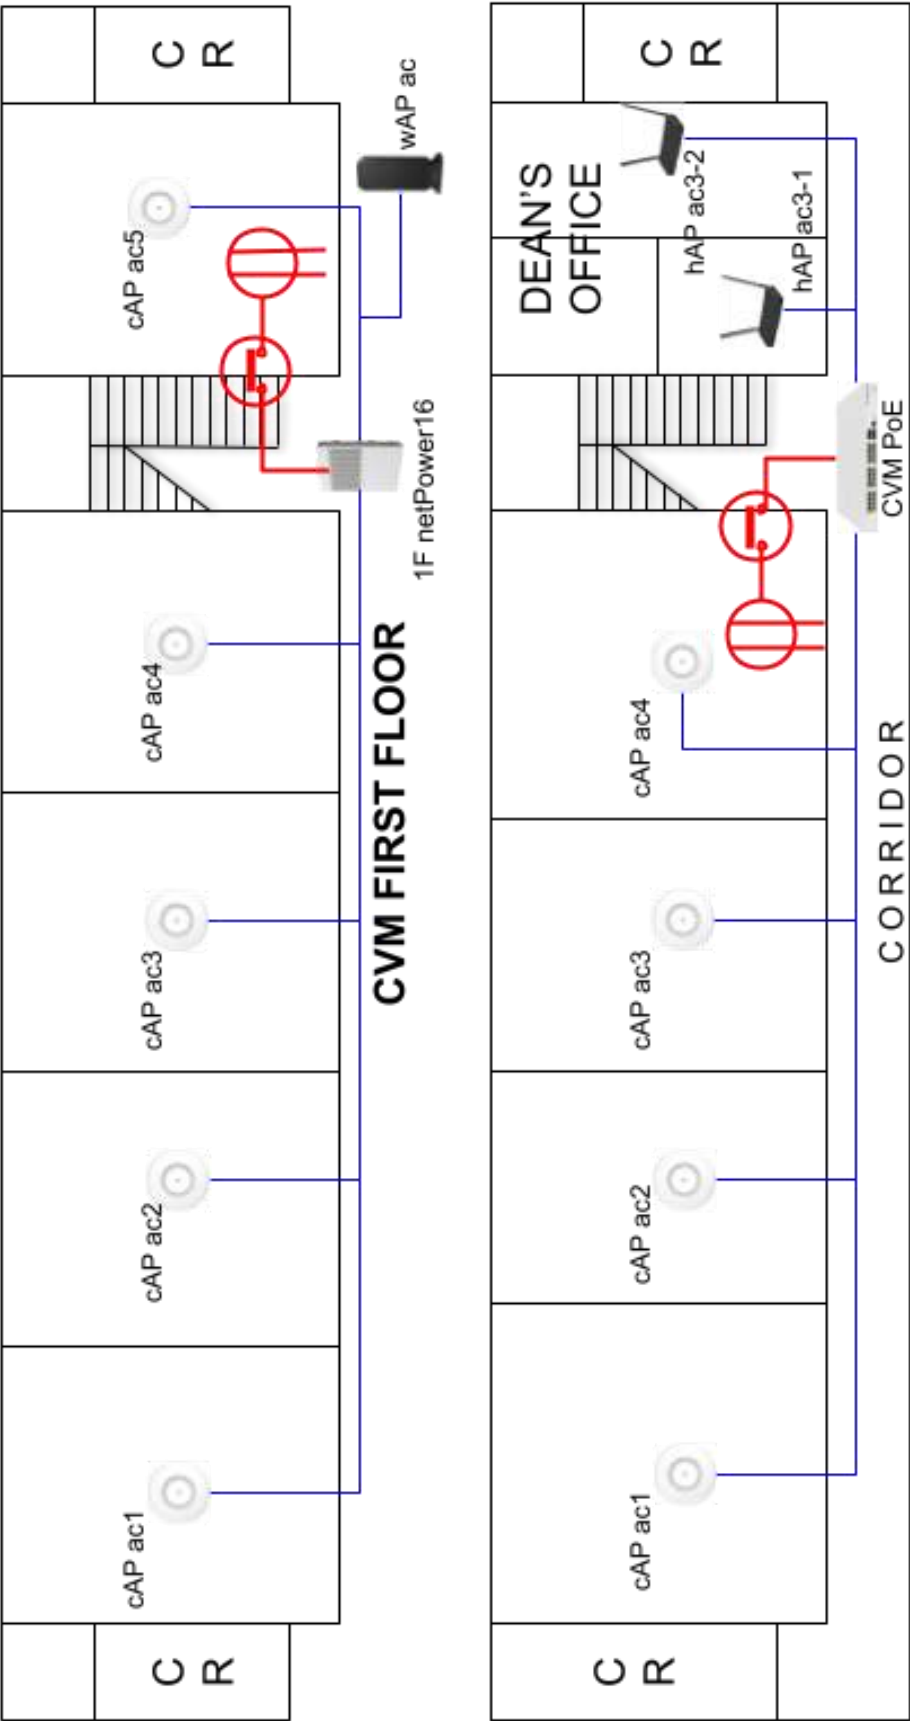 C R
cAP ac1
cAP ac2
cAP ac3
cAP ac4
cAP ac5
C R
1F netPower16
wAP ac
CVM FIRST FLOOR
C R
cAP ac1
cAP ac2
cAP ac3
cAP ac4
DEAN'S
OFFICE
C R
hAP ac3-2
hAP ac3-1
CVM PoE
CORRIDOR